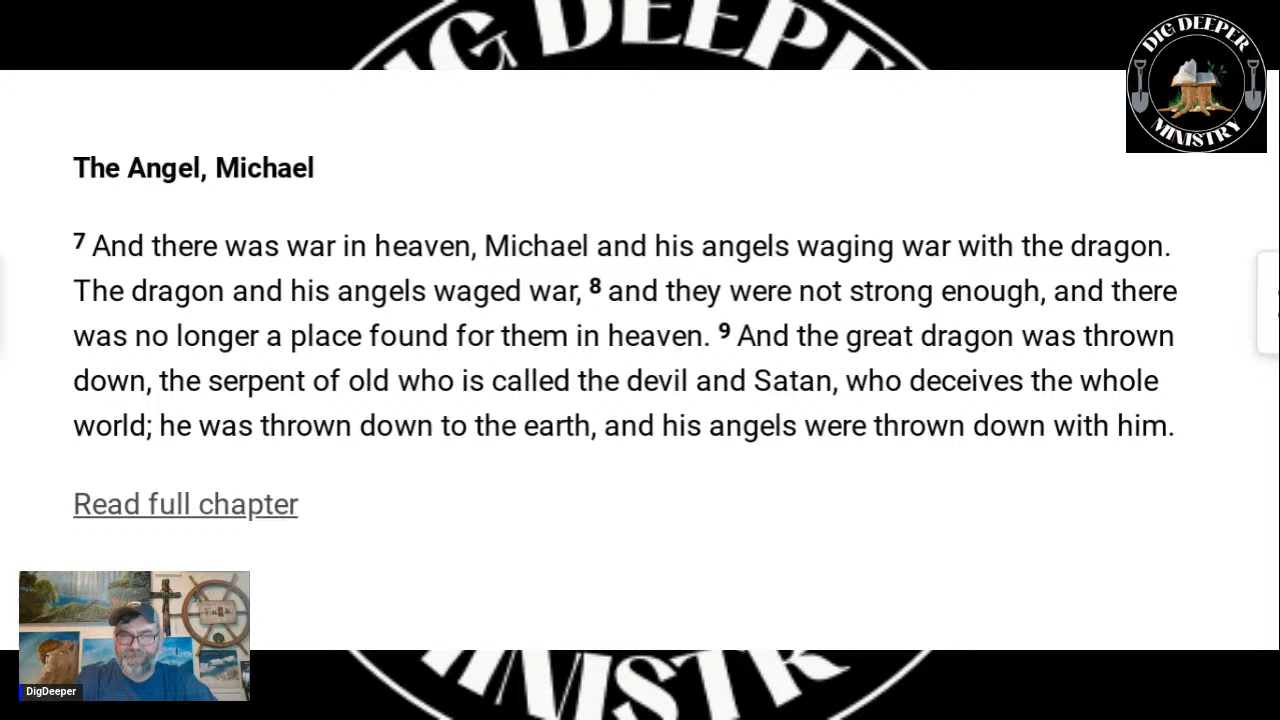 DIG DEEPER
DIG DEEPER
MINISTRY
The Angel, Michael
7 And there was war in heaven, Michael and his angels waging war with the dragon.
The dragon and his angels waged war, 8 and they were not strong enough, and there
was no longer a place found for them in heaven. 9 And the great dragon was thrown
down, the serpent of old who is called the devil and Satan, who deceives the whole
world; he was thrown down to the earth, and his angels were thrown down with him.
Read full chapter
DigDeeper
MINISTR